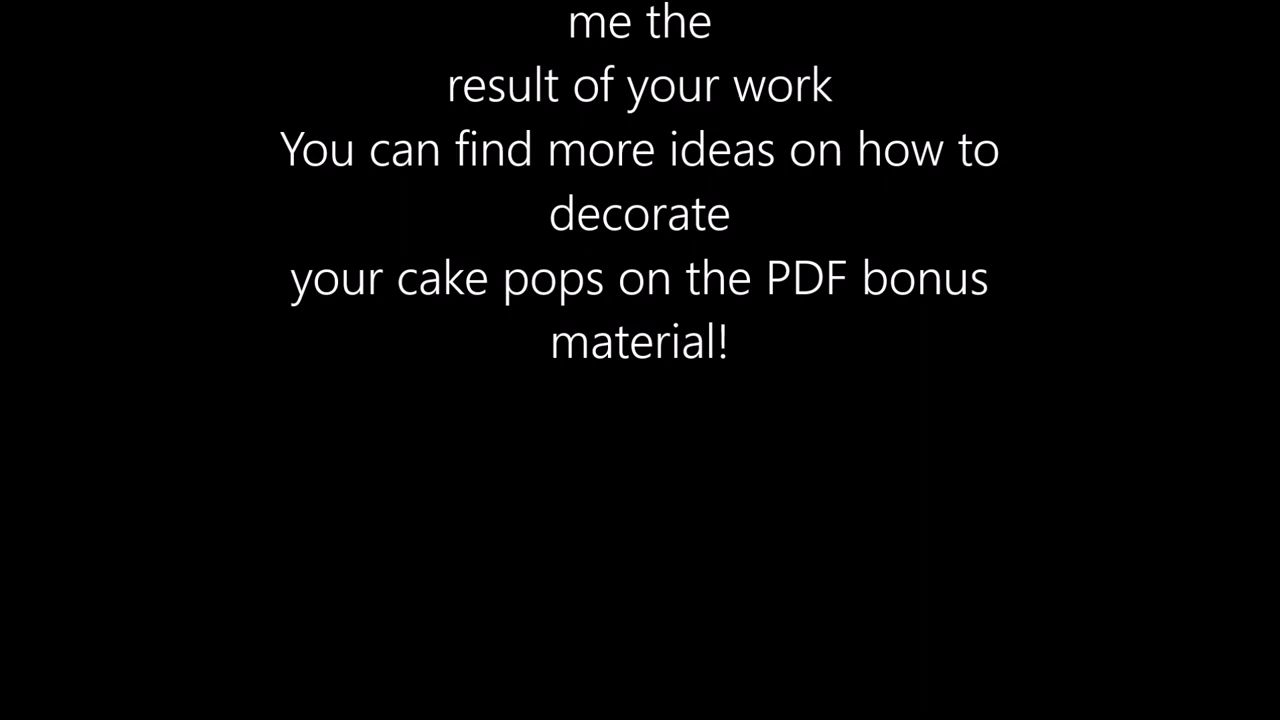 me the
result of your work
You can find more ideas on how to
decorate
your cake pops on the PDF bonus
material!